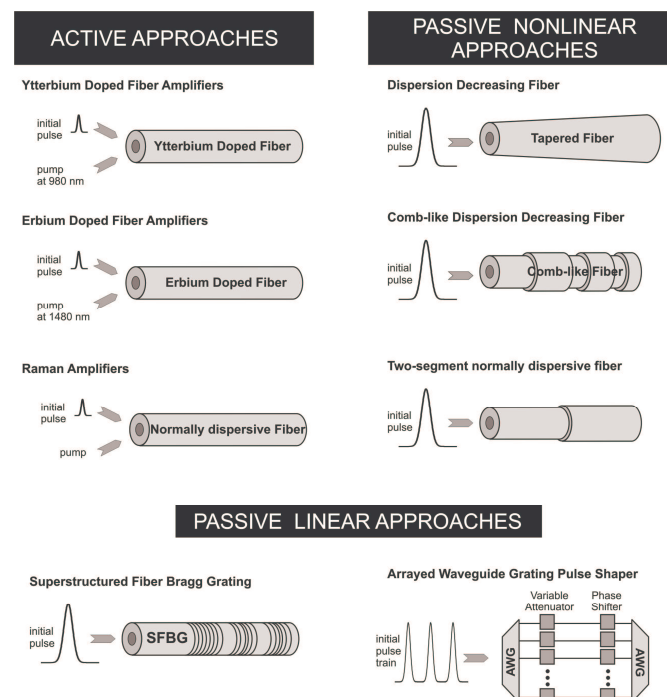 ACTIVE APPROACHES
Ytterbium Doped Fiber Amplifiers
initial
pulse
Ytterbium Doped Fiber
pump
at 980 nm
Erbium Doped Fiber Amplifiers
initial
pulse
Erbium Doped Fiber
pump
at 1480 nm
Raman Amplifiers
initial
pulse
Normally dispersive Fiber
pump
PASSIVE NONLINEAR
APPROACHES
Dispersion Decreasing Fiber
initial
pulse
Tapered Fiber
Comb-like Dispersion Decreasing Fiber
initial
pulse
Comb-like Fiber
Two-segment normally dispersive fiber
initial
pulse
PASSIVE LINEAR APPROACHES
Superstructured Fiber Bragg Grating
initial
pulse
SFBG
Arrayed Waveguide Grating Pulse Shaper
Variable
Attenuator
Phase
Shifter
initial
pulse
train
AWG
AWG